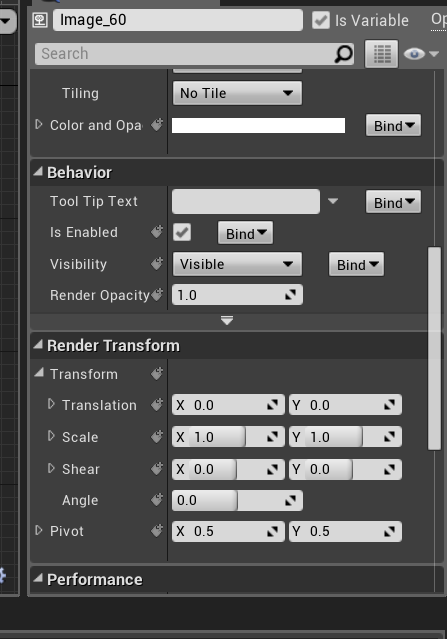 Image_60 Is Variable Op
Search
Tiling No Tile
Color and Opa Bind
Behavior
Tool Tip Text Bind
Is Enabled Bind
Visibility Visible Bind
Render Opacity 1.0
Render Transform
Transform
Translation X 0.0 Y 0.0
Scale X 1.0 Y 1.0
Shear X 0.0 Y 0.0
Angle 0.0
Pivot X 0.5 Y 0.5
Performance